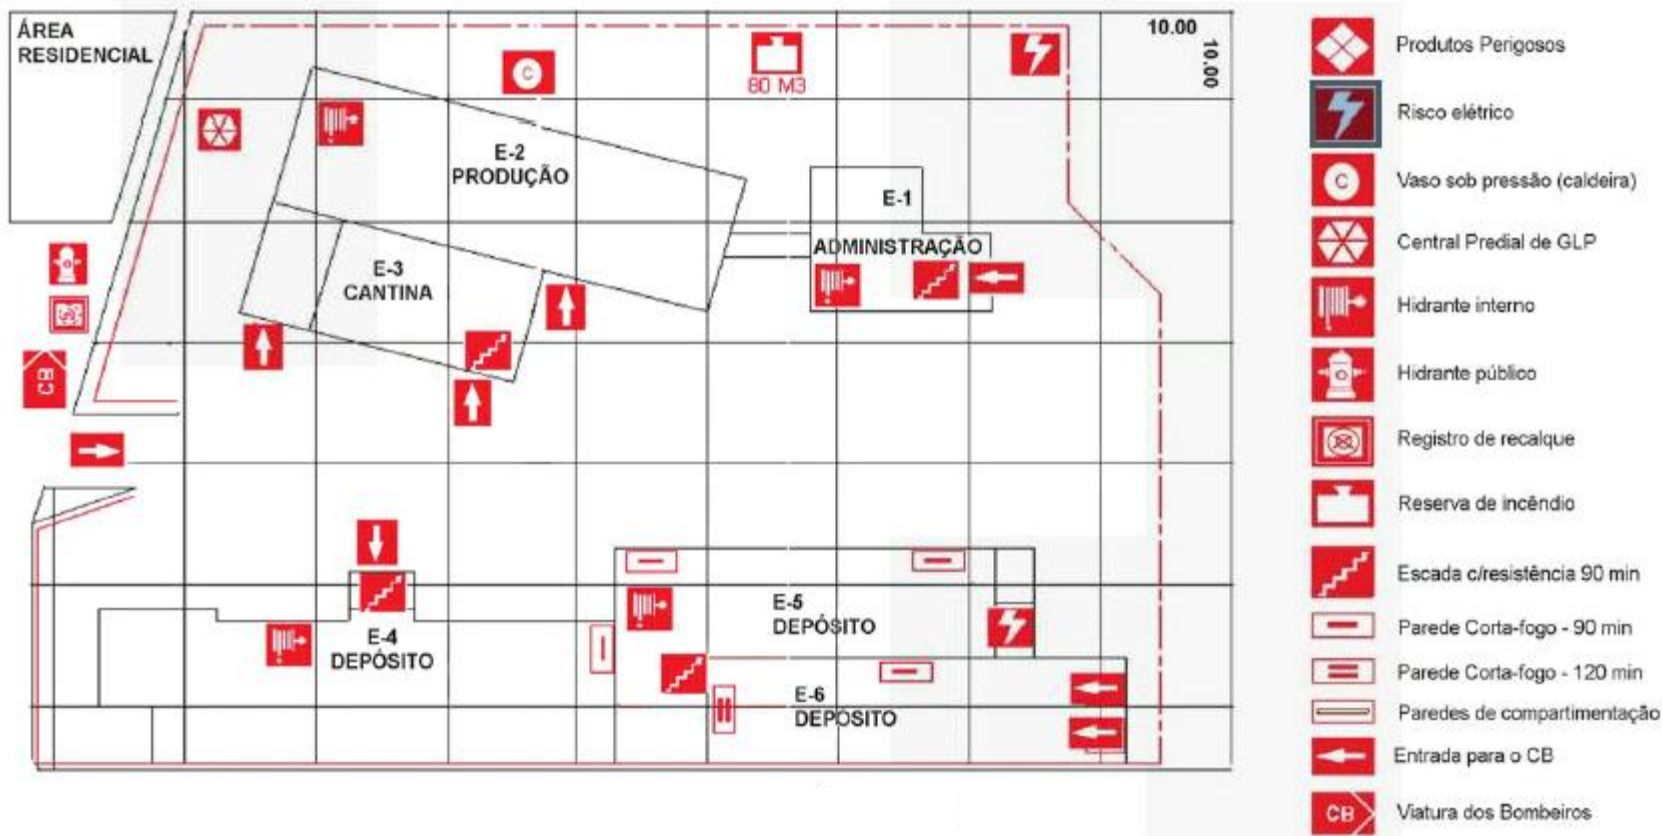 ÁREA
RESIDENCIAL
C
80 M3
10.00
10.00
E-2
PRODUÇÃO
E-1
ADMINISTRAÇÃO
E-3
CANTINA
CB
E-4
DEPÓSITO
E-5
DEPÓSITO
E-6
DEPÓSITO
Produtos Perigosos
Risco elétrico
C Vaso sob pressão (caldeira)
Central Predial de GLP
Hidrante interno
Hidrante público
Registro de recalque
Reserva de incêndio
Escada c/resistência 90 min
Parede Corta-fogo - 90 min
Parede Corta-fogo - 120 min
Paredes de compartimentação
Entrada para o CB
CB Viatura dos Bombeiros